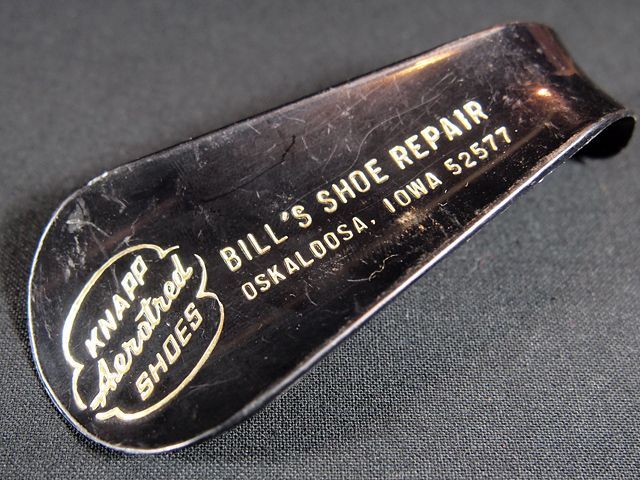 KNAPP
Aerotred
SHOES
BILL'S SHOE REPAIR
OSKALOOSA, IOWA 52577